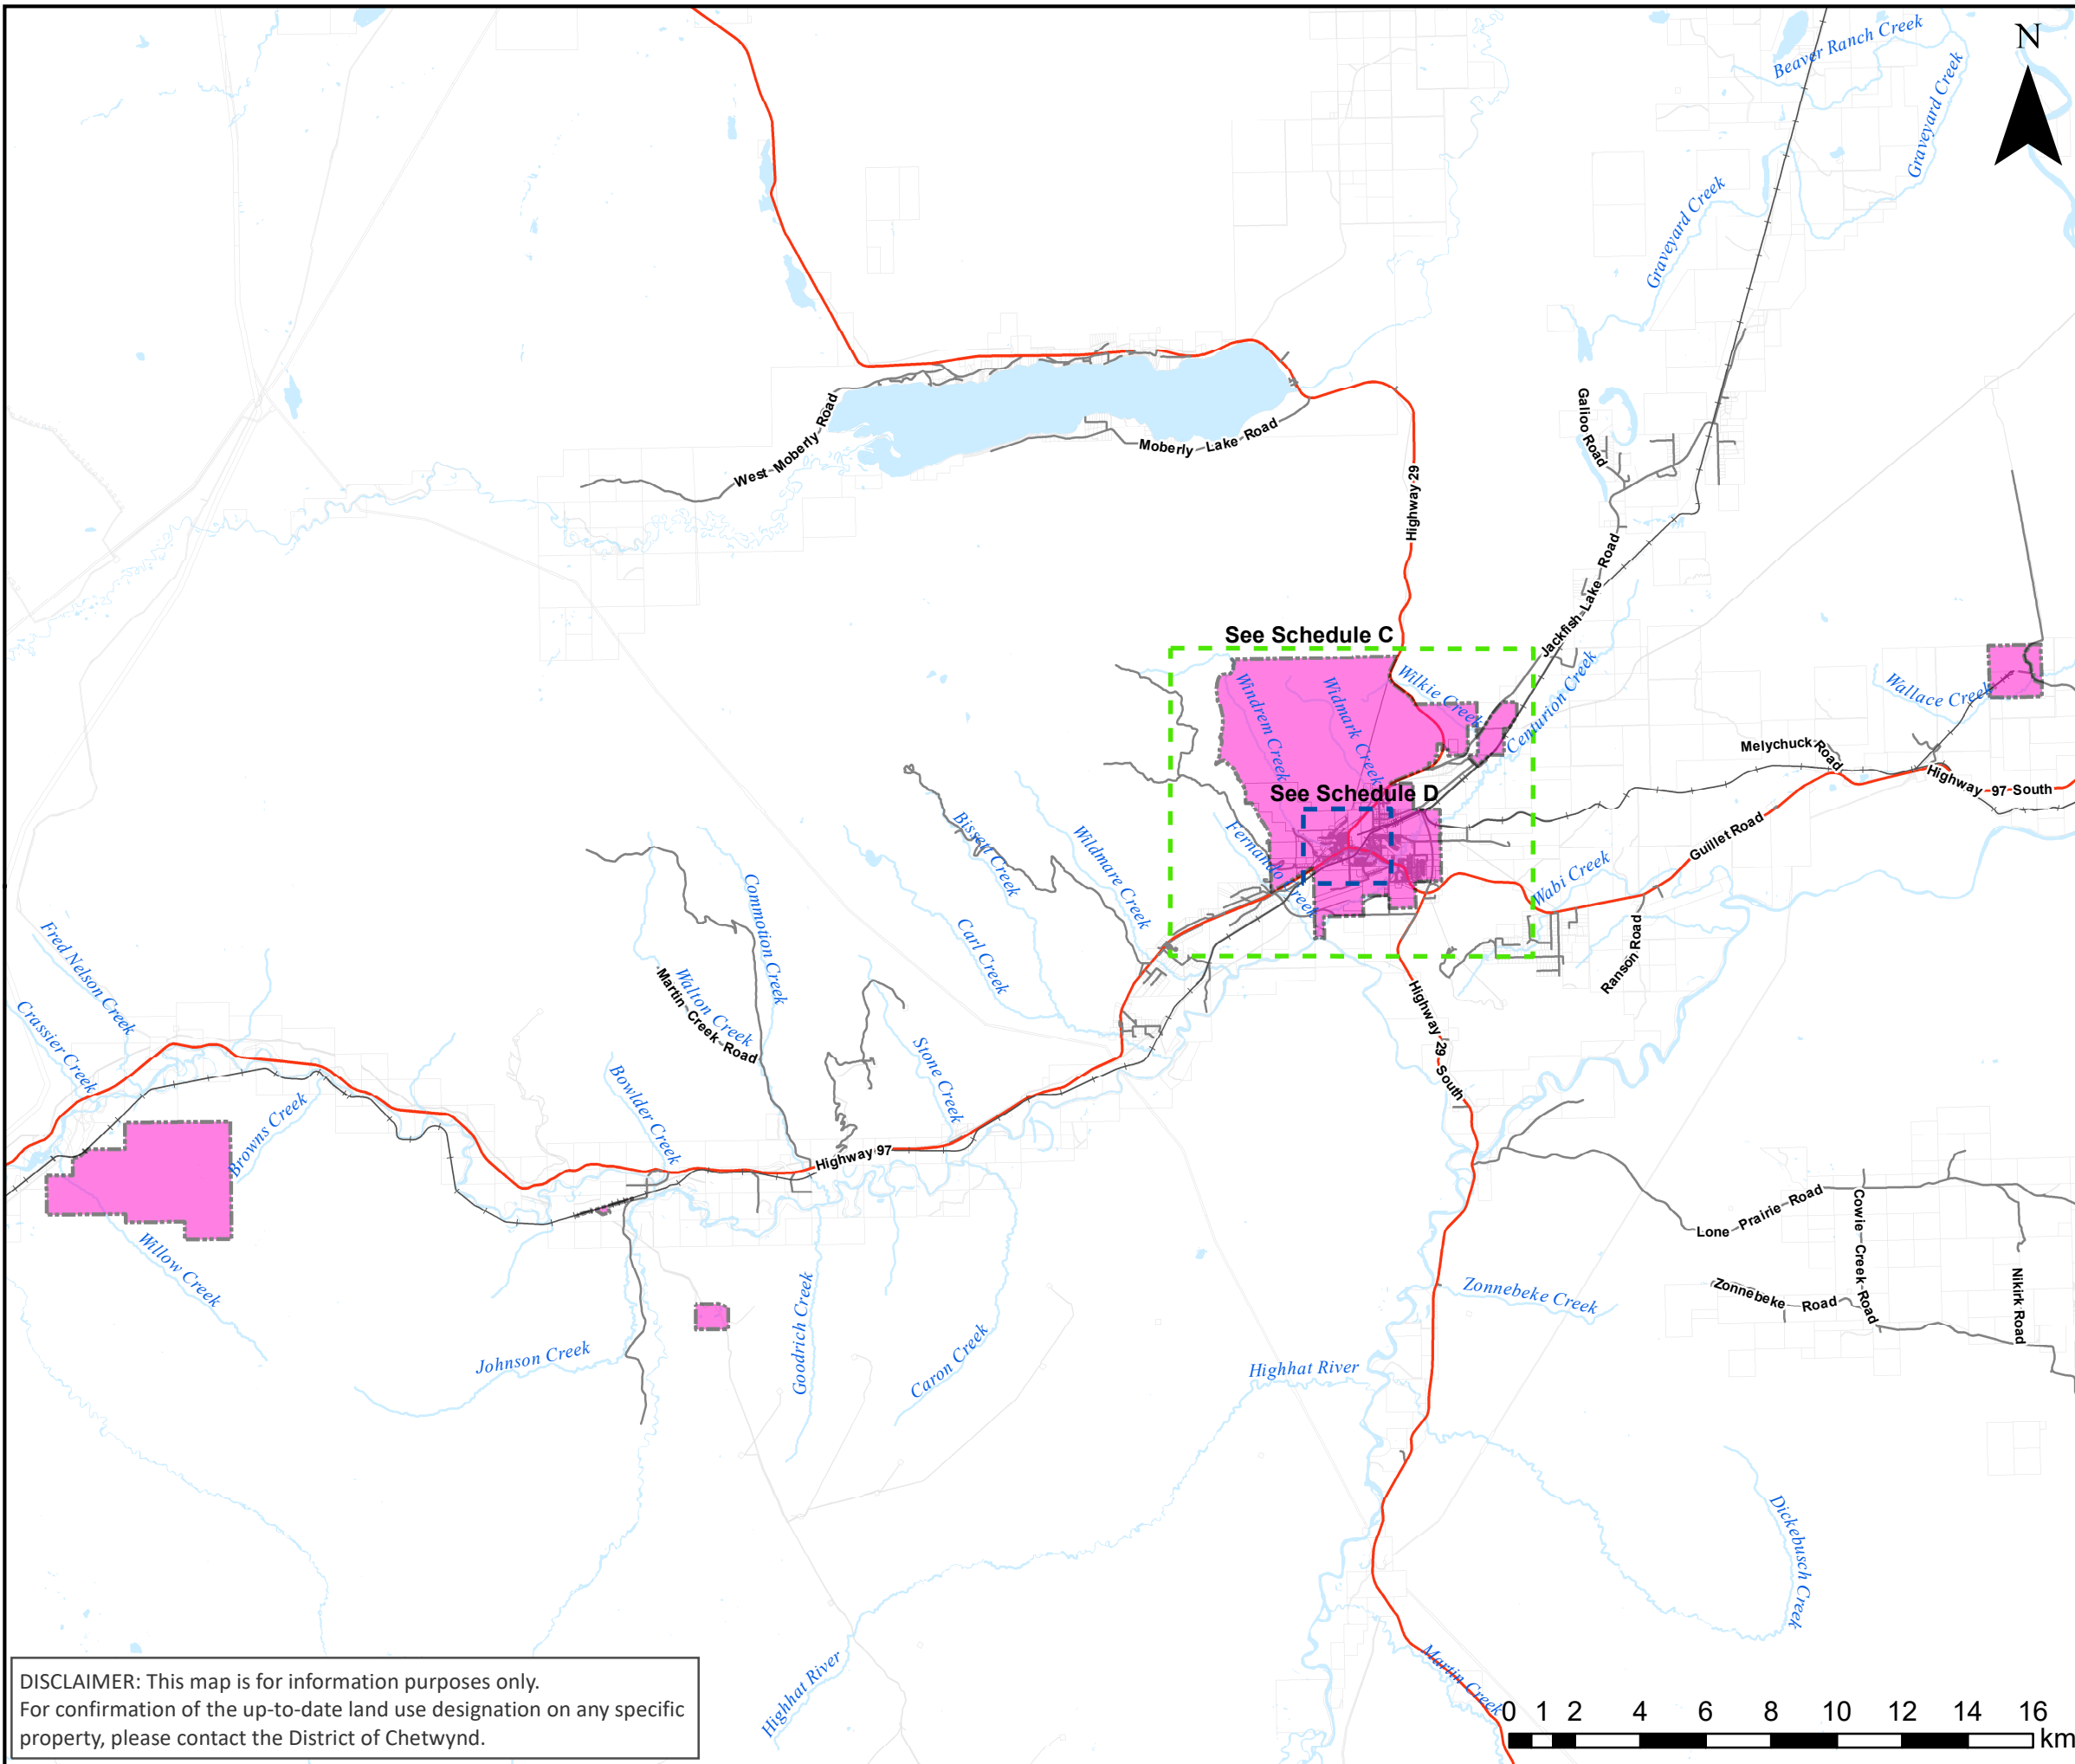 Beaver Ranch Creek
N
Graveyard Creek
Graveyard Creek
Galioo Road
West Moberly Road
Moberly Lake Road
Highway 29
Jackfish Lake Road
See Schedule C
Wilkie Creek
Windrem Creek
Widmark Creek
Centurion Creek
Wallace Creek
Melychuck Road
Highway 97 South
See Schedule D
Guillet Road
Fernando Creek
Bissett Creek
Wildmare Creek
Wabi Creek
Commotion Creek
Carl Creek
Ranson Road
Fred Nelson Creek
Walton Creek
Martin Creek Road
Crassier Creek
Highway 29 South
Stone Creek
Bowlder Creek
Browns Creek
Highway 97
Lone Prairie Road
Cowie Creek Road
Willow Creek
Zonnebeke Creek
Zonnebeke Road
Nikirk Road
Goodrich Creek
Johnson Creek
Caron Creek
Highhat River
Dickebusch Creek
Highhat River
Martin Creek
DISCLAIMER: This map is for information purposes only.
For confirmation of the up-to-date land use designation on any specific
property, please contact the District of Chetwynd.
0 1 2 4 6 8 10 12 14 16
km